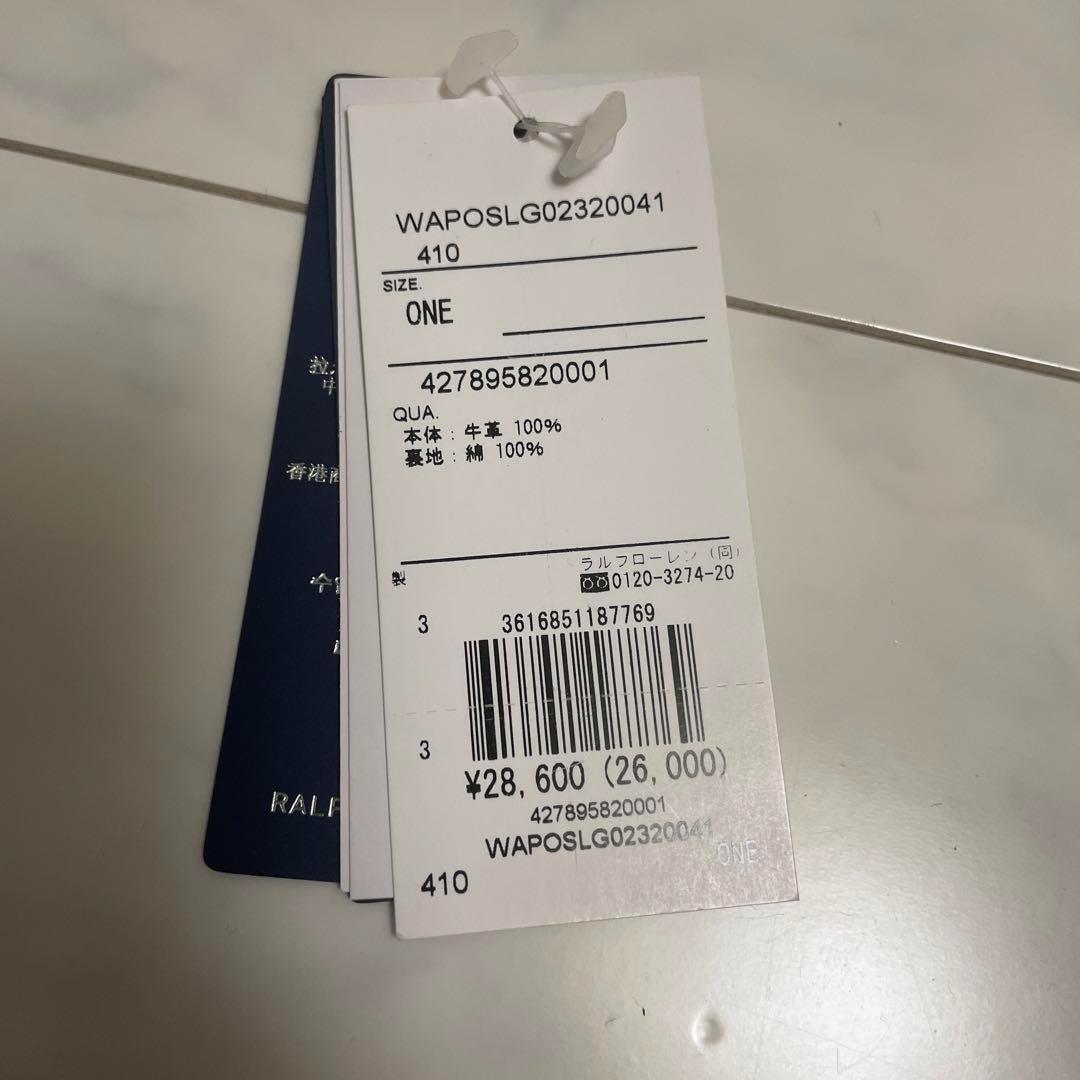 WAPOSLG02320041
410
SIZE.
ONE
427895820001
QUA.
本体 : 牛革 100%
裏地 : 綿 100%
ラルフローレン (同)
製
0120-3274-20
3
3616851187769
3
¥28,600 (26,000)
427895820001
WAPOSLG02320041
ONE
410
香港商
RALP